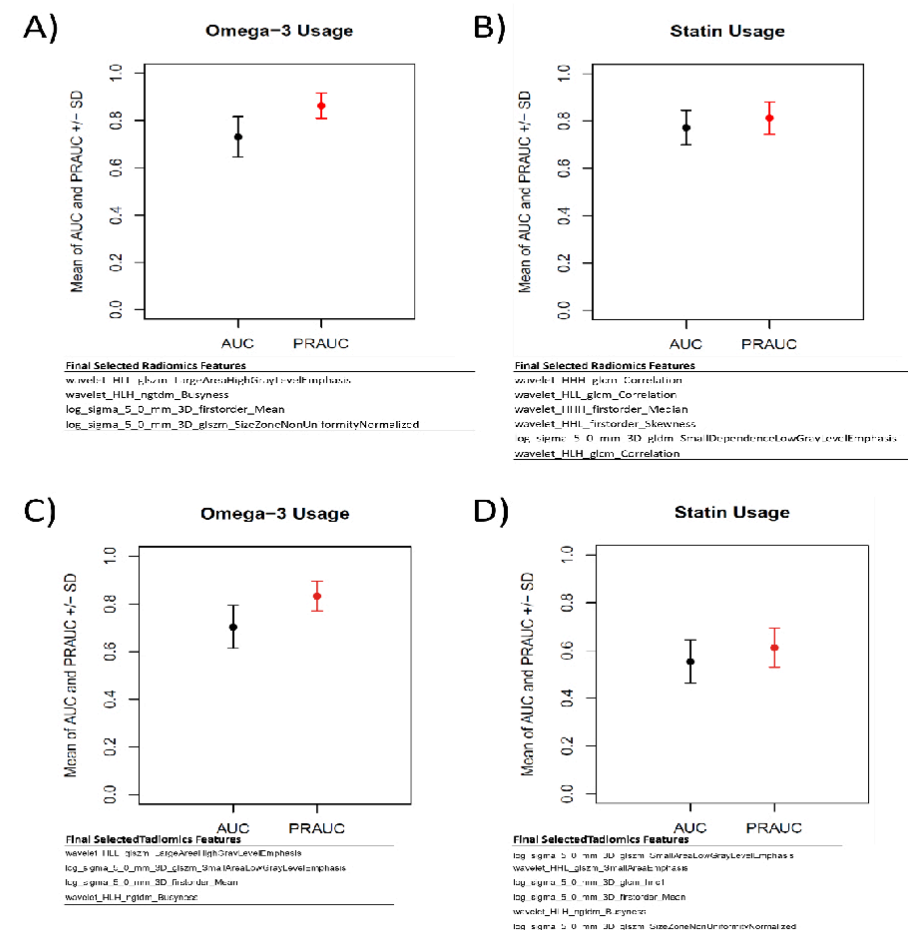 A)
Omega-3 Usage
Mean of AUC and PRAUC +/- SD
0.0 0.2 0.4 0.6 0.8 1.0
AUC PRAUC
Final Selected Radiomics Features
wavelet_HLL_glszm_LargeAreaHighGrayLevelEmphasis
wavelet_HLH_ngtdm_Busyness
log_sigma_5_0_mm_3D_firstorder_Mean
log_sigma_5_0_mm_3D_glszm_SizeZoneNonUniformityNormalized
B)
Statin Usage
Mean of AUC and PRAUC +/- SD
0.0 0.2 0.4 0.6 0.8 1.0
AUC PRAUC
Final Selected Radiomics Features
wavelet_HHH_glcm_Correlation
wavelet_HLL_glcm_Correlation
wavelet_HHH_firstorder_Median
wavelet_HHL_firstorder_Skewness
log_sigma_5_0_mm_3D_gldm_SmallDependenceLowGrayLevelEmphasis
wavelet_HLH_glcm_Correlation
C)
Omega-3 Usage
Mean of AUC and PRAUC +/- SD
0.0 0.2 0.4 0.6 0.8 1.0
AUC PRAUC
Final SelectedTadiomics Features
wavelet_HLL_glszm_LargeAreaHighGrayLevelEmphasis
log_sigma_5_0_mm_3D_glszm_SmallAreaLowGrayLevelEmphasis
log_sigma_5_0_mm_3D_firstorder_Mean
wavelet_HLH_ngtdm_Busyness
D)
Statin Usage
Mean of AUC and PRAUC +/- SD
0.0 0.2 0.4 0.6 0.8 1.0
AUC PRAUC
Final SelectedTadiomics Features
log_sigma_5_0_mm_3D_glszm_SmallAreaLowGrayLevelEmphasis
wavelet_HHL_glszm_SmallAreaEmphasis
log_sigma_5_0_mm_3D_glcm_Imc1
log_sigma_5_0_mm_3D_firstorder_Mean
wavelet_HLH_ngtdm_Busyness
log_sigma_5_0_mm_3D_glszm_SizeZoneNonUniformityNormalized